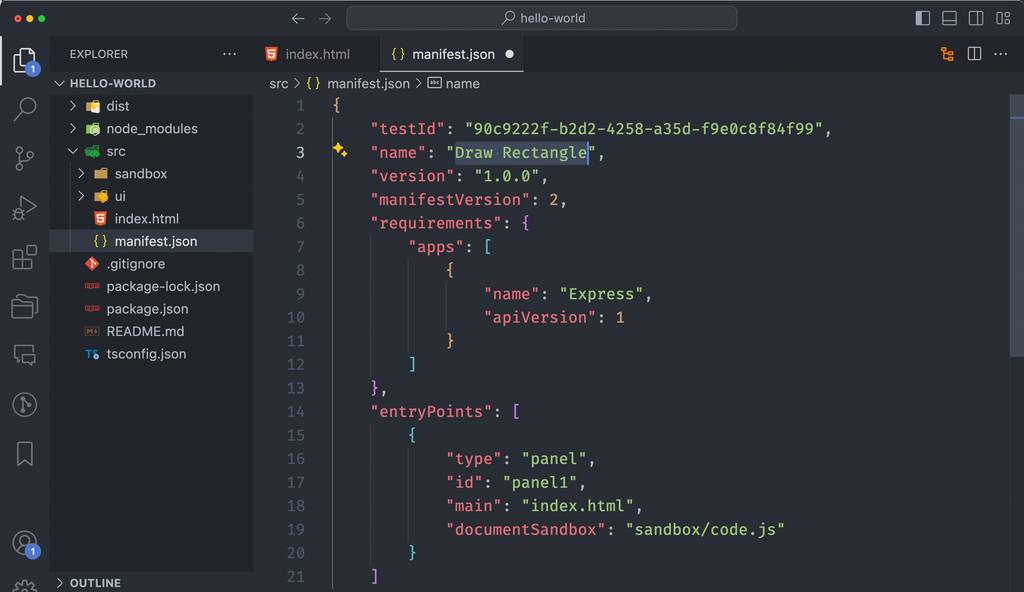 hello-world
EXPLORER
index.html
manifest.json
HELLO-WORLD
src > {} manifest.json > abc name
dist
node_modules
src
sandbox
ui
index.html
manifest.json
.gitignore
package-lock.json
package.json
README.md
TS tsconfig.json
OUTLINE
1
1
1 {
2 "testId": "90c9222f-b2d2-4258-a35d-f9e0c8f84f99",
3 "name": "Draw Rectangle",
4 "version": "1.0.0",
5 "manifestVersion": 2,
6 "requirements": {
7 "apps": [
8 {
9 "name": "Express",
10 "apiVersion": 1
11 }
12 ]
13 },
14 "entryPoints": [
15 {
16 "type": "panel",
17 "id": "panel1",
18 "main": "index.html",
19 "documentSandbox": "sandbox/code.js"
20 }
21 ]